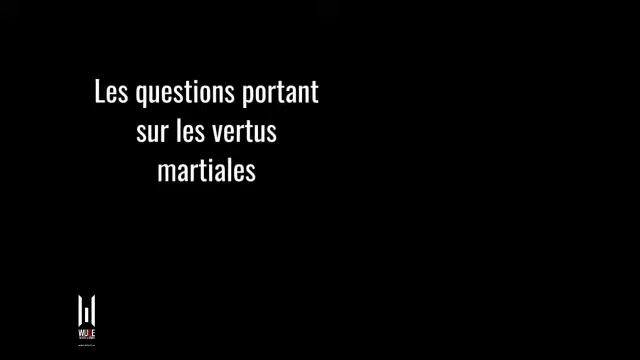 Les questions portant
sur les vertus
martiales